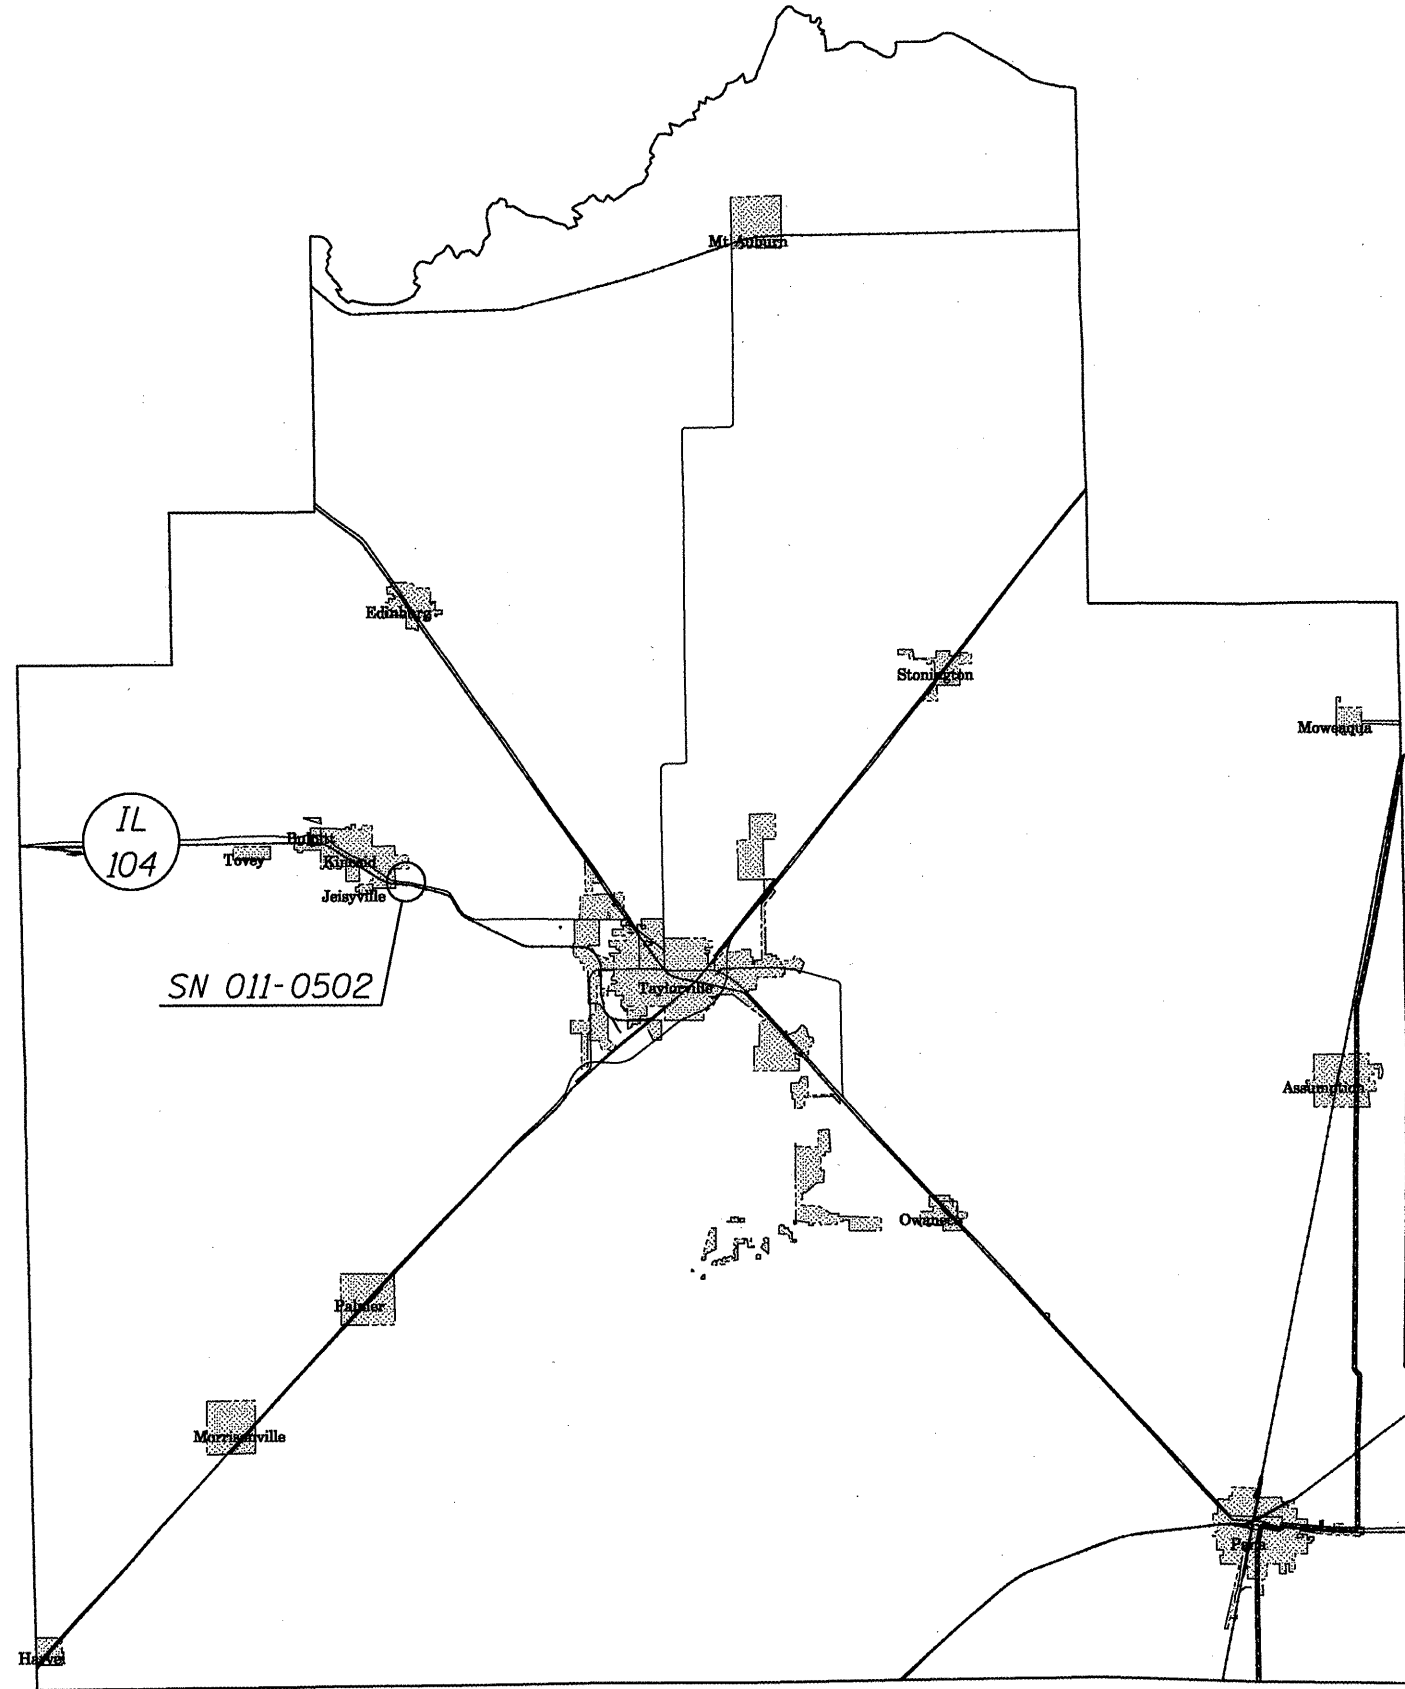 Mt Auburn
Edinburg
Stonington
Moweaqua
IL
104
Bulpitt
Tovey
Kincaid
Jeisyville
SN 011-0502
Taylorville
Assumption
Owaneco
Palmer
Morrisonville
Pana
Harvel